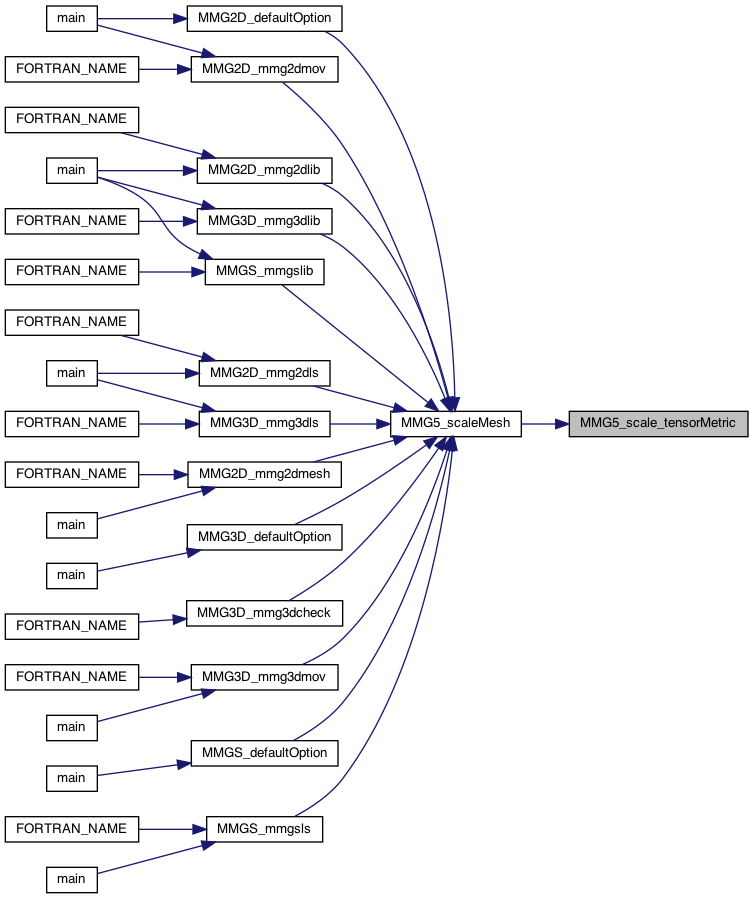 main
MMG2D_defaultOption
FORTRAN_NAME
MMG2D_mmg2dmov
FORTRAN_NAME
main
MMG2D_mmg2dlib
FORTRAN_NAME
MMG3D_mmg3dlib
FORTRAN_NAME
MMGS_mmgslib
FORTRAN_NAME
main
MMG2D_mmg2dls
FORTRAN_NAME
MMG3D_mmg3dls
MMG5_scaleMesh
MMG5_scale_tensorMetric
FORTRAN_NAME
MMG2D_mmg2dmesh
main
MMG3D_defaultOption
main
MMG3D_mmg3dcheck
FORTRAN_NAME
FORTRAN_NAME
MMG3D_mmg3dmov
main
MMGS_defaultOption
main
FORTRAN_NAME
MMGS_mmgsls
main